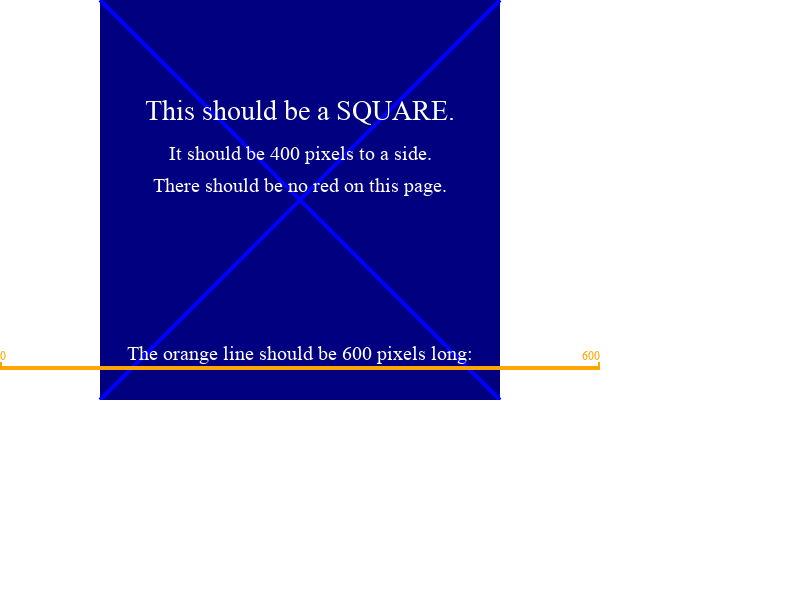 This should be a SQUARE.
It should be 400 pixels to a side.
There should be no red on this page.
The orange line should be 600 pixels long:
0 600